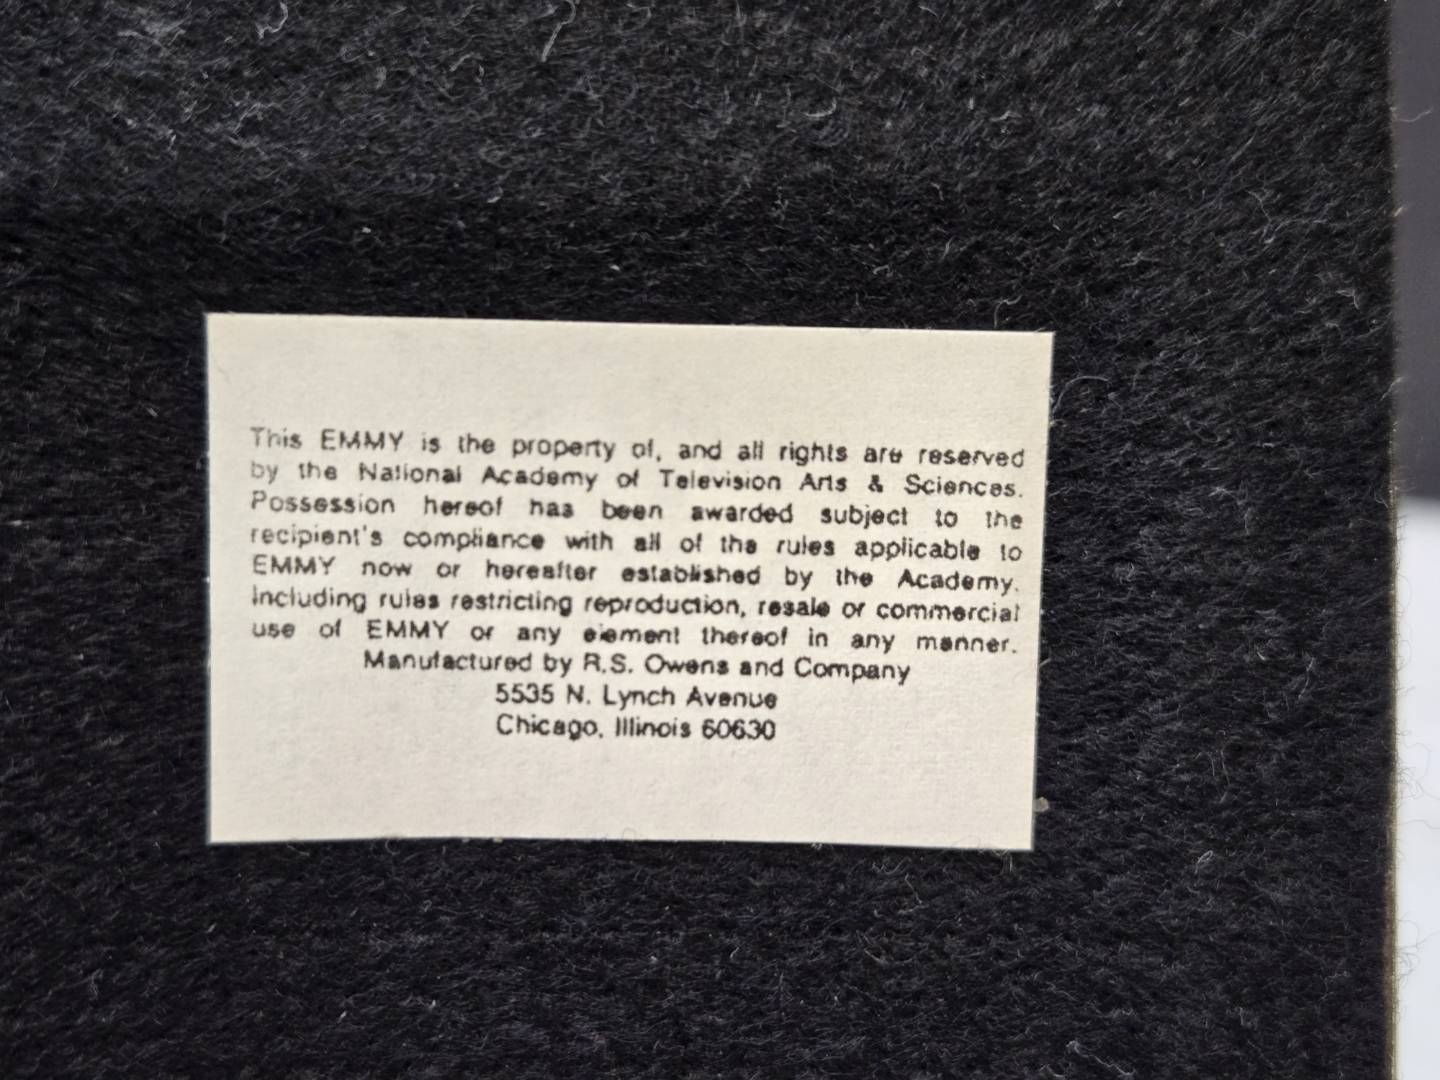 This EMMY is the property of, and all rights are reserved
by the National Academy of Television Arts & Sciences.
Possession hereof has been awarded subject to the
recipient's compliance with all of the rules applicable to
EMMY now or hereafter established by the Academy.
Including rules restricting reproduction, resale or commercial
use of EMMY or any element thereof in any manner.
Manufactured by R.S. Owens and Company
5535 N. Lynch Avenue
Chicago, Illinois 60630